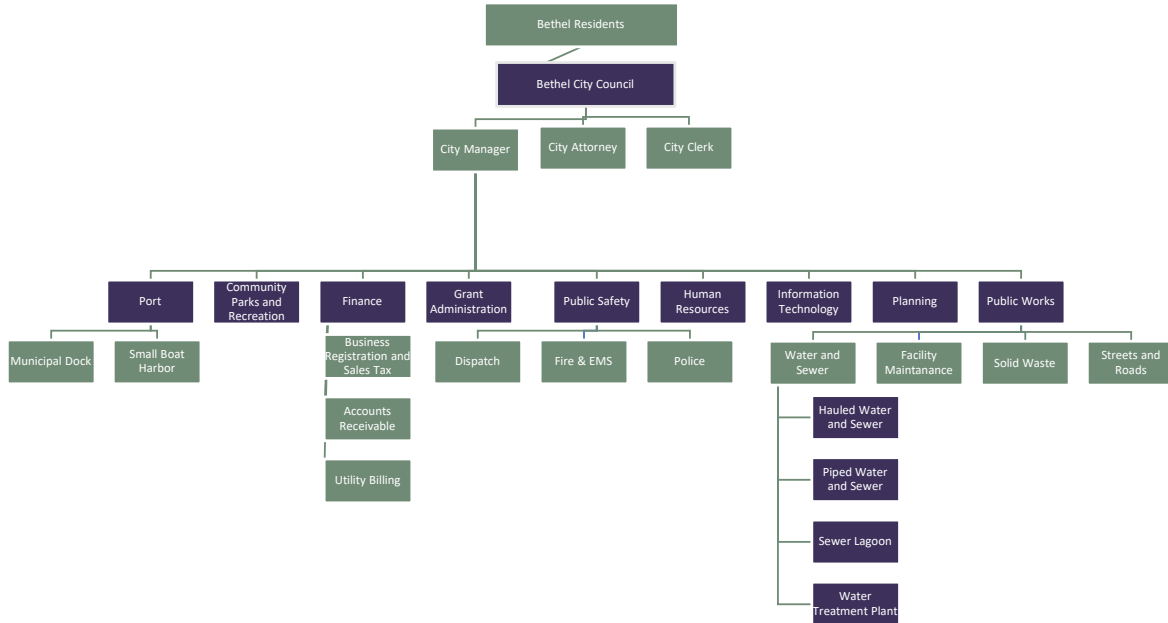 Bethel Residents
Bethel City Council
City Manager
City Attorney
City Clerk
Port
Community
Parks and
Recreation
Finance
Grant
Administration
Public Safety
Human
Resources
Information
Technology
Planning
Public Works
Municipal Dock
Small Boat
Harbor
Business
Registration and
Sales Tax
Dispatch
Fire & EMS
Police
Water and
Sewer
Facility
Maintanance
Solid Waste
Streets and
Roads
Accounts
Receivable
Utility Billing
Hauled Water
and Sewer
Piped Water
and Sewer
Sewer Lagoon
Water
Treatment Plant